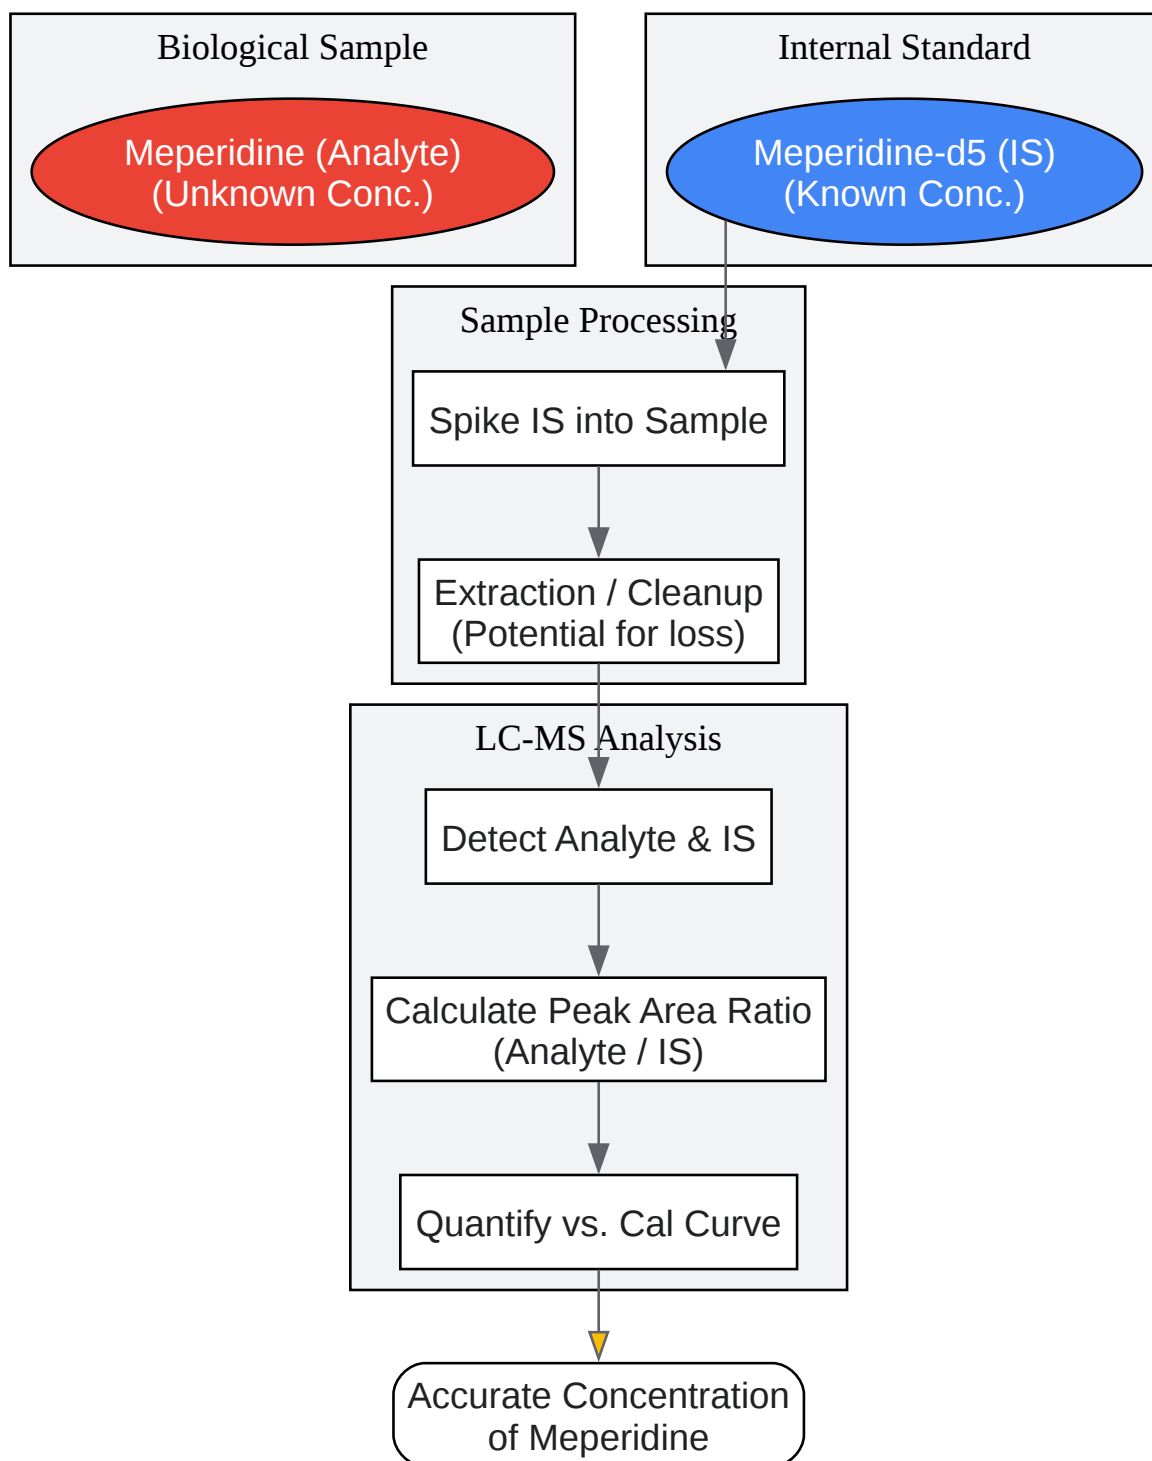 Biological Sample
Meperidine (Analyte)
(Unknown Conc.)
Internal Standard
Meperidine-d5 (IS)
(Known Conc.)
Sample Processing
Spike IS into Sample
Extraction / Cleanup
(Potential for loss)
LC-MS Analysis
Detect Analyte & IS
Calculate Peak Area Ratio
(Analyte / IS)
Quantify vs. Cal Curve
Accurate Concentration
of Meperidine